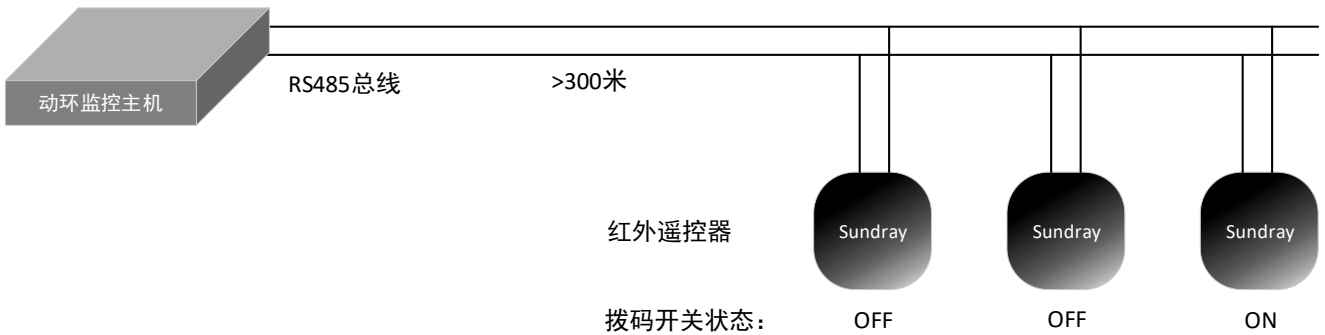 动环监控主机
RS485总线
>300米
红外遥控器
Sundray
Sundray
Sundray
拨码开关状态：
OFF
OFF
ON